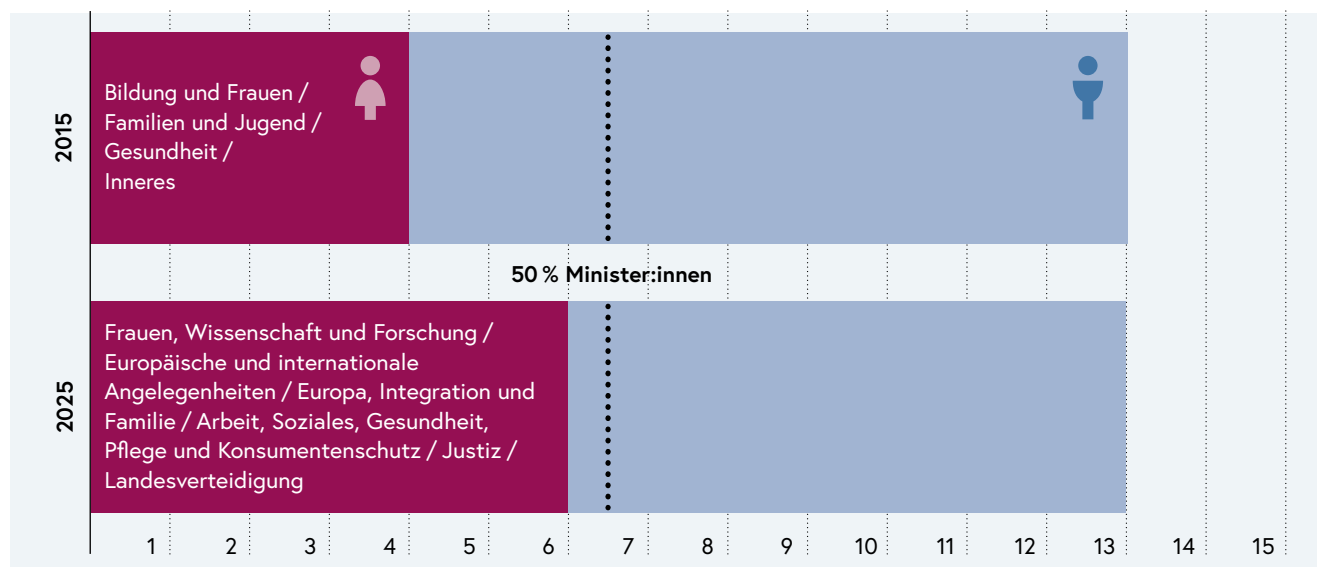 2015
Bildung und Frauen /
Familien und Jugend /
Gesundheit /
Inneres
50 % Minister:innen
2025
Frauen, Wissenschaft und Forschung /
Europäische und internationale
Angelegenheiten / Europa, Integration und
Familie / Arbeit, Soziales, Gesundheit,
Pflege und Konsumentenschutz / Justiz /
Landesverteidigung
1 2 3 4 5 6 7 8 9 10 11 12 13 14 15